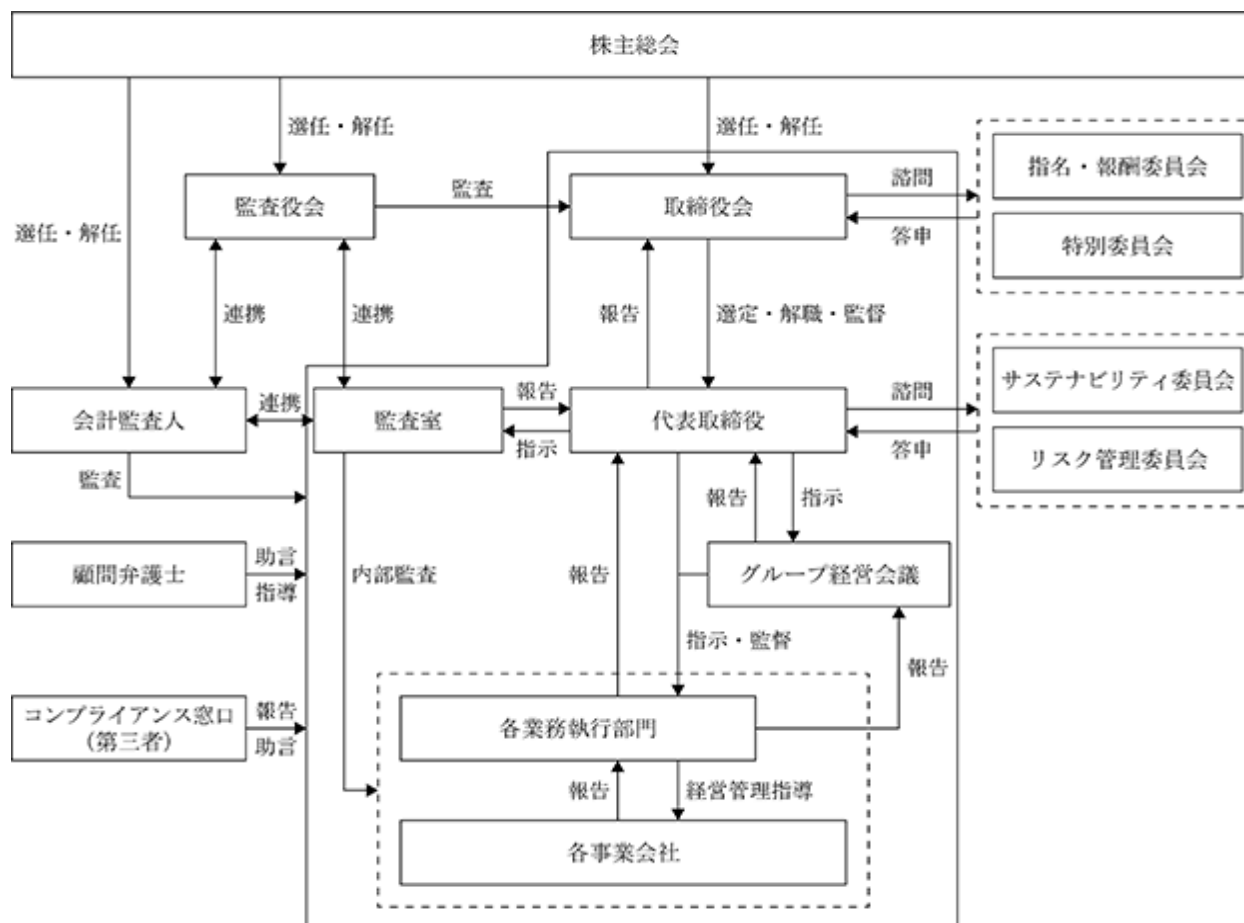 株主総会
選任・解任
選任・解任
指名・報酬委員会
監査役会
監査
取締役会
諮問
答申
選任・解任
特別委員会
連携
連携
報告
選定・解職・監督
サステナビリティ委員会
会計監査人
連携
監査室
報告
指示
代表取締役
諮問
答申
リスク管理委員会
監査
報告
指示
顧問弁護士
助言
指導
内部監査
報告
グループ経営会議
指示・監督
報告
コンプライアンス窓口
(第三者)
報告
助言
各業務執行部門
報告
経営管理指導
各事業会社